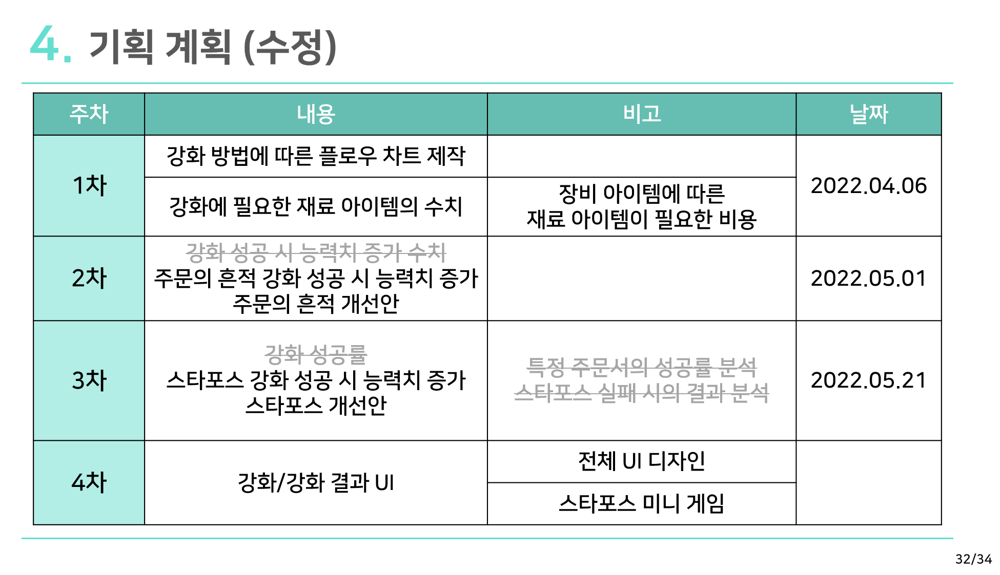 4. 기획 계획 (수정)
주차 내용 비고 날짜
1차
강화 방법에 따른 플로우 차트 제작
강화에 필요한 재료 아이템의 수치
장비 아이템에 따른
재료 아이템이 필요한 비용
2022.04.06
2차
강화 성공 시 능력치 증가 수치
주문의 흔적 강화 성공 시 능력치 증가
주문의 흔적 개선안
2022.05.01
3차
강화 성공률
스타포스 강화 성공 시 능력치 증가
스타포스 개선안
특정 주문서의 성공률 분석
스타포스 실패 시의 결과 분석
2022.05.21
4차
강화/강화 결과 UI
전체 UI 디자인
스타포스 미니 게임
32/34